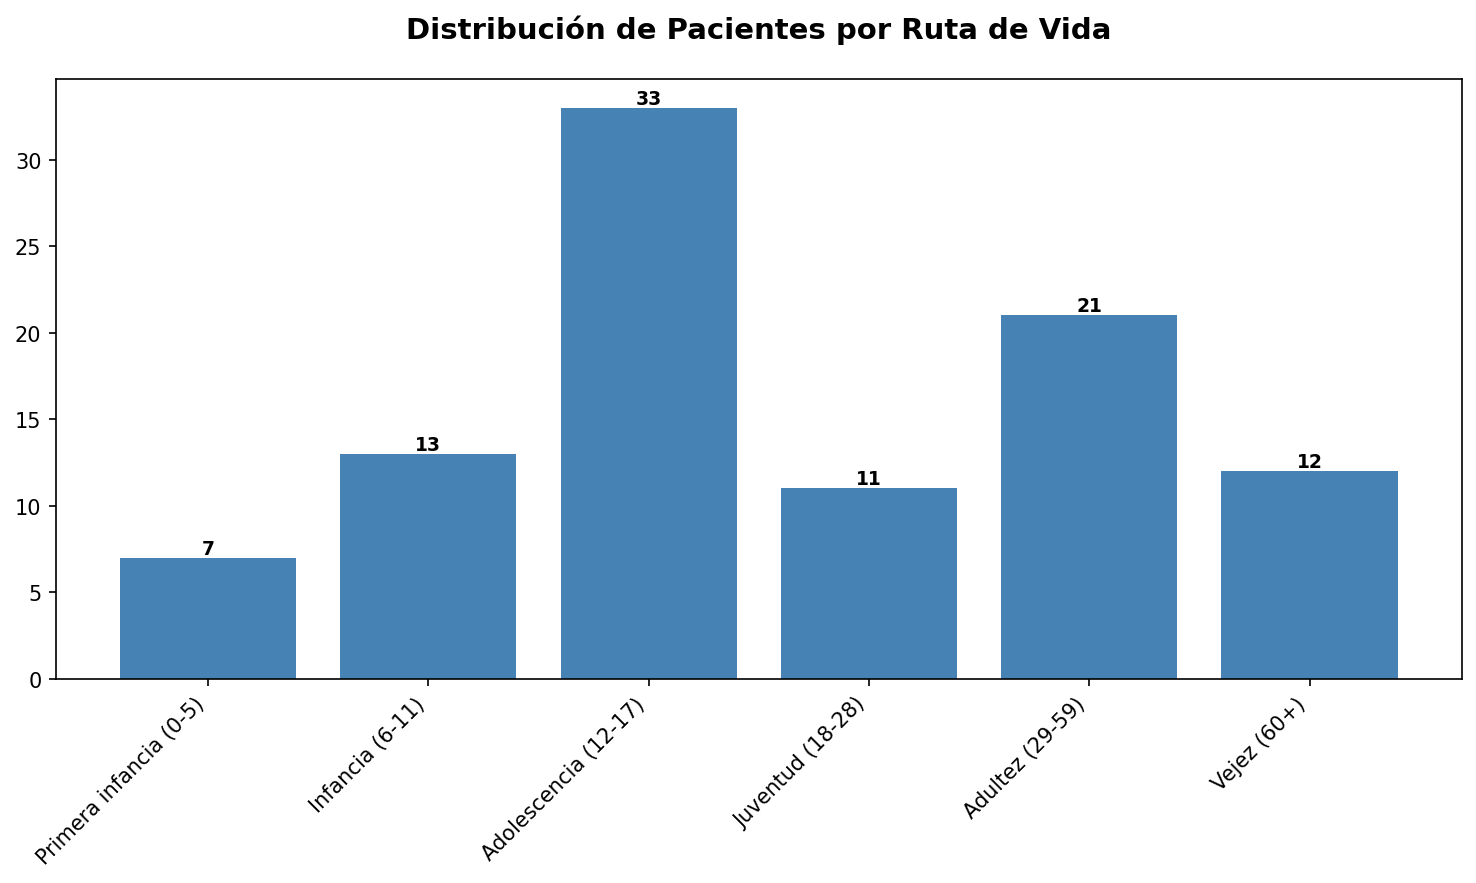 Distribución de Pacientes por Ruta de Vida
33
30
25
21
20
15
13
12
11
10
7
5
0
Primera infancia (0-5)
Infancia (6-11)
Adolescencia (12-17)
Juventud (18-28)
Adultez (29-59)
Vejez (60+)